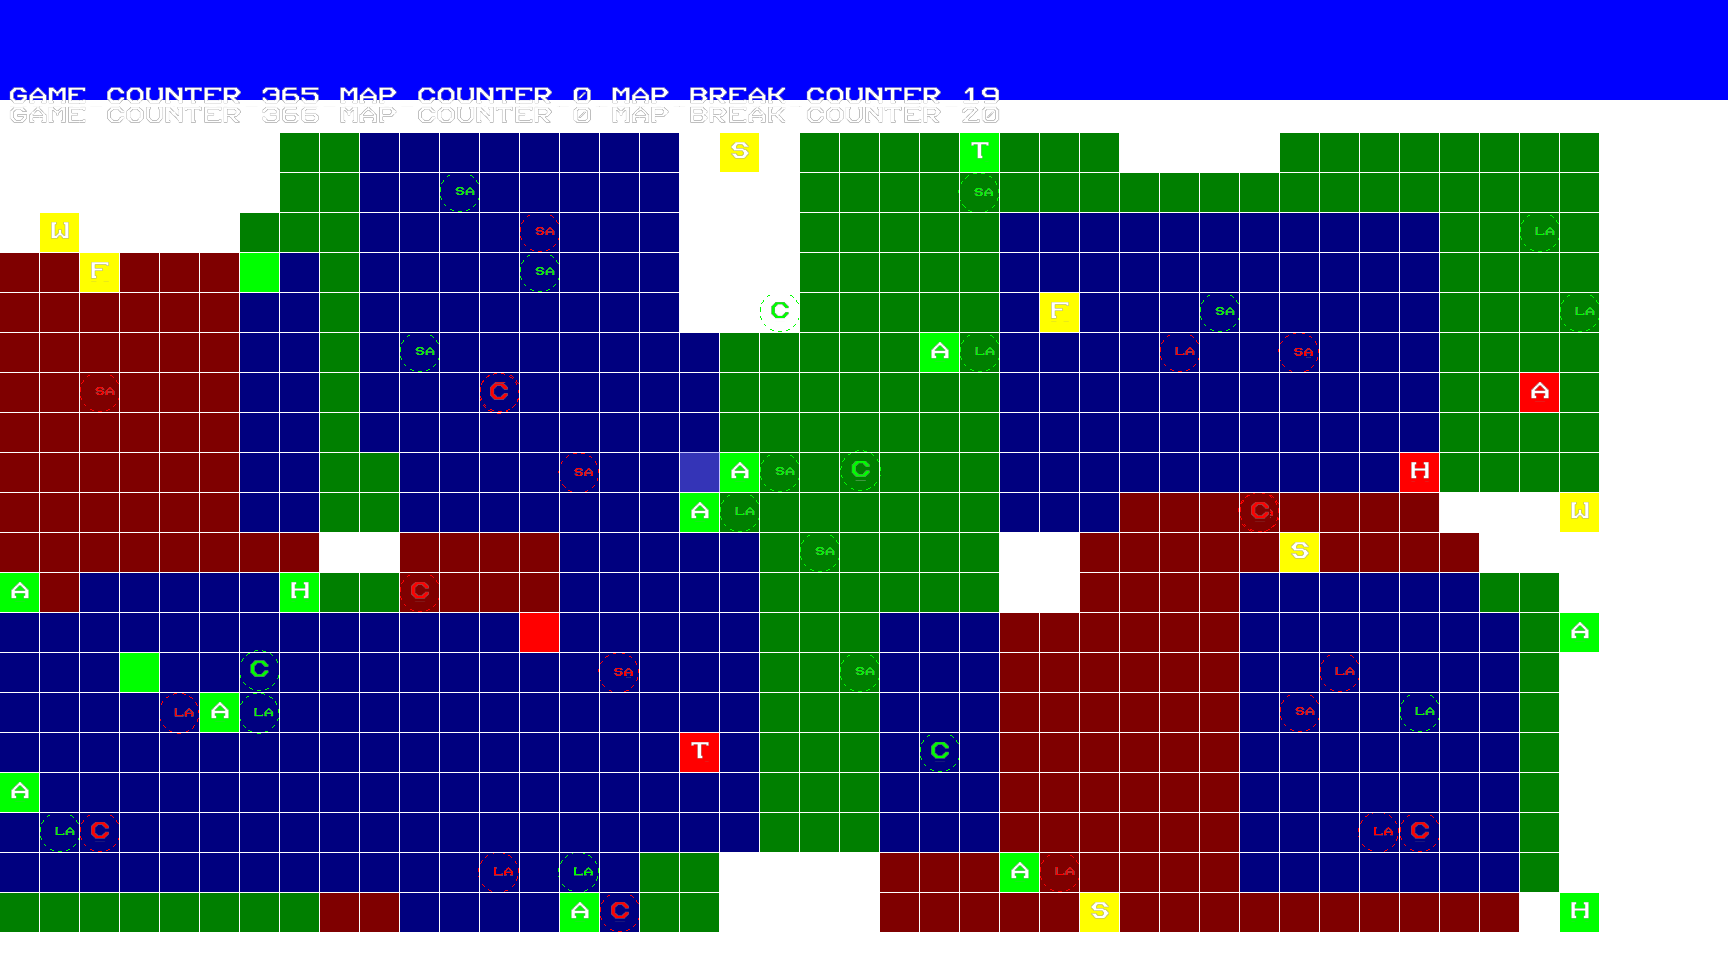 GAME COUNTER 365 MAP COUNTER 0 MAP BREAK COUNTER 19
GAME COUNTER 366 MAP COUNTER 0 MAP BREAK COUNTER 20
S T
SA SA
W SA LA
F SA
C F SA LA
SA A LA LA SA
SA C A
SA A SA C H
A LA C W
SA S
A H C
A
C SA SA LA
LA A LA SA LA
T C
A
LA C LA C
LA LA A LA
A C S H